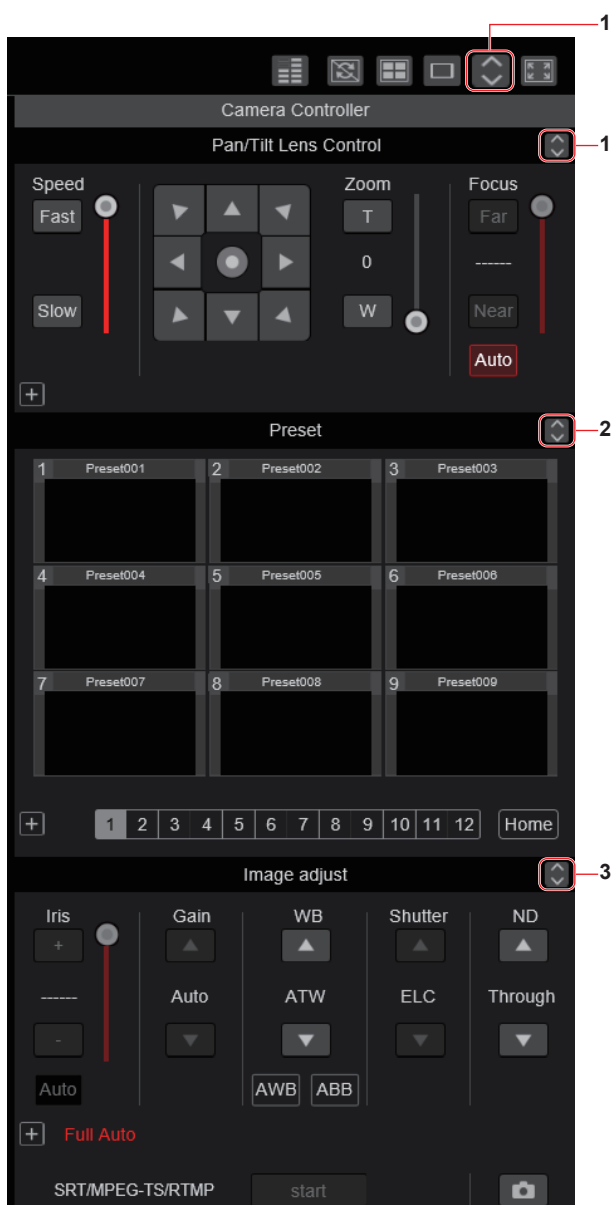 1
Camera Controller
Pan/Tilt Lens Control
1
Speed
Zoom
Focus
Fast
T
Far
0
------
Slow
W
Near
Auto
+
Preset
2
1 Preset001
2 Preset002
3 Preset003
4 Preset004
5 Preset005
6 Preset006
7 Preset007
8 Preset008
9 Preset009
+
1 2 3 4 5 6 7 8 9 10 11 12
Home
Image adjust
3
Iris
Gain
WB
Shutter
ND
+
------
Auto
ATW
ELC
Through
-
Auto
AWB
ABB
+
Full Auto
SRT/MPEG-TS/RTMP
start